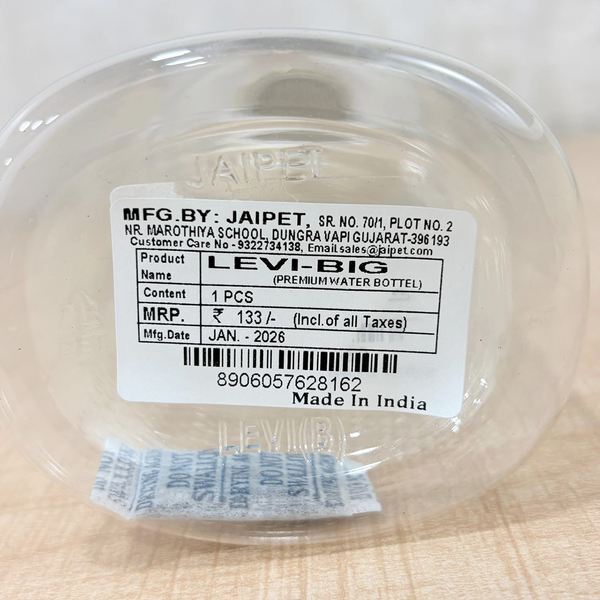 JAIPET
MFG.BY: JAIPET, SR. NO. 70/1, PLOT NO. 2
NR. MAROTHIYA SCHOOL, DUNGRA VAPI GUJARAT-396193
Customer Care No - 9322734138, Email:sales@jaipet.com
Product Name LEVI-BIG
(PREMIUM WATER BOTTEL)
Content 1 PCS
MRP. ₹ 133 /- (Incl.of all Taxes)
Mfg.Date JAN. - 2026
8906057628162
Made In India
LEVI(B)
DO NOT
SWALLOW